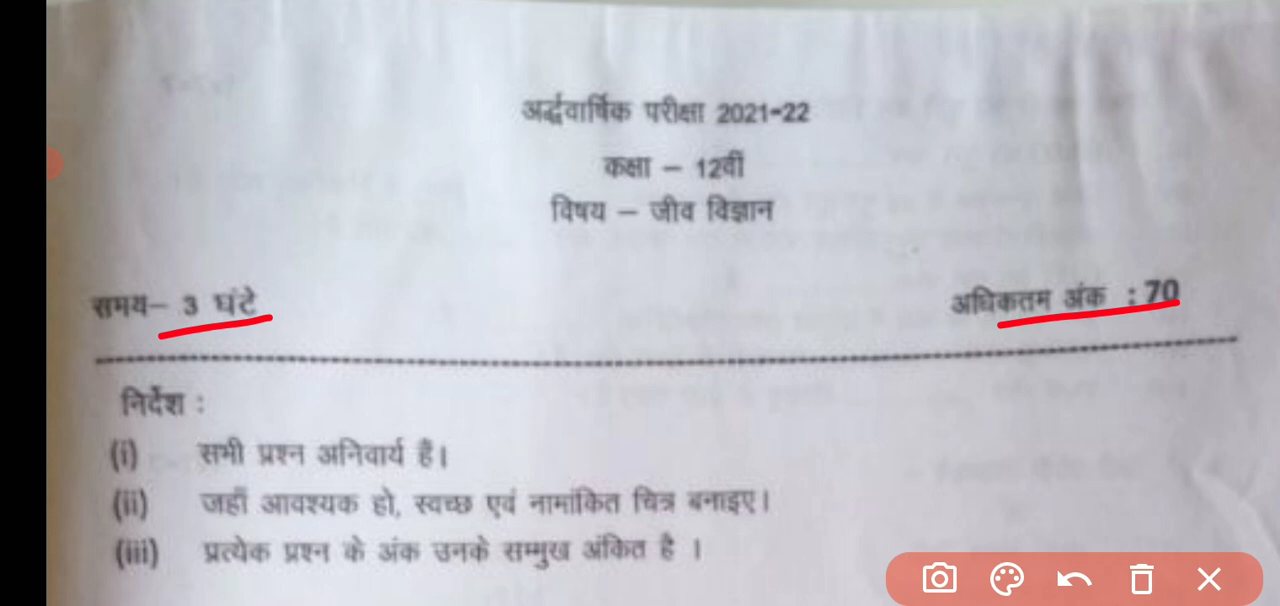 अर्द्धवार्षिक परीक्षा 2021-22
कक्षा – 12वीं
विषय – जीव विज्ञान
समय– 3 घंटे अधिकतम अंक : 70
निर्देश :
(i) सभी प्रश्न अनिवार्य हैं।
(ii) जहाँ आवश्यक हो, स्वच्छ एवं नामांकित चित्र बनाइए।
(iii) प्रत्येक प्रश्न के अंक उनके सम्मुख अंकित है ।